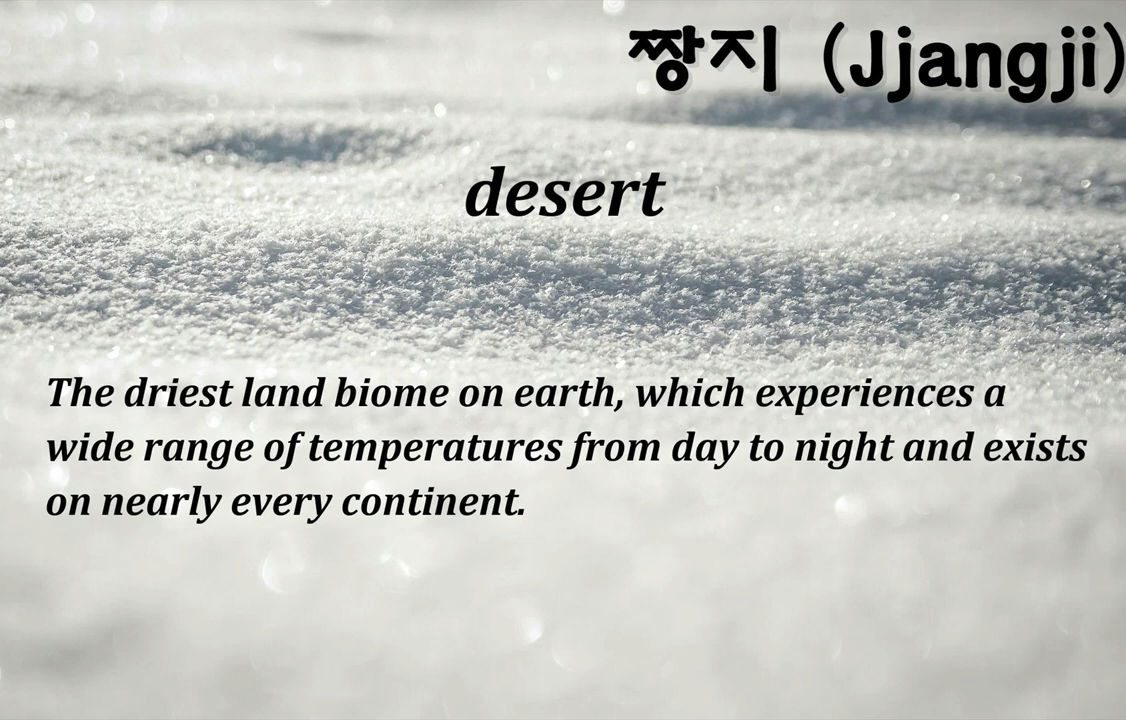 짱지 (Jjangji)
desert
The driest land biome on earth, which experiences a
wide range of temperatures from day to night and exists
on nearly every continent.